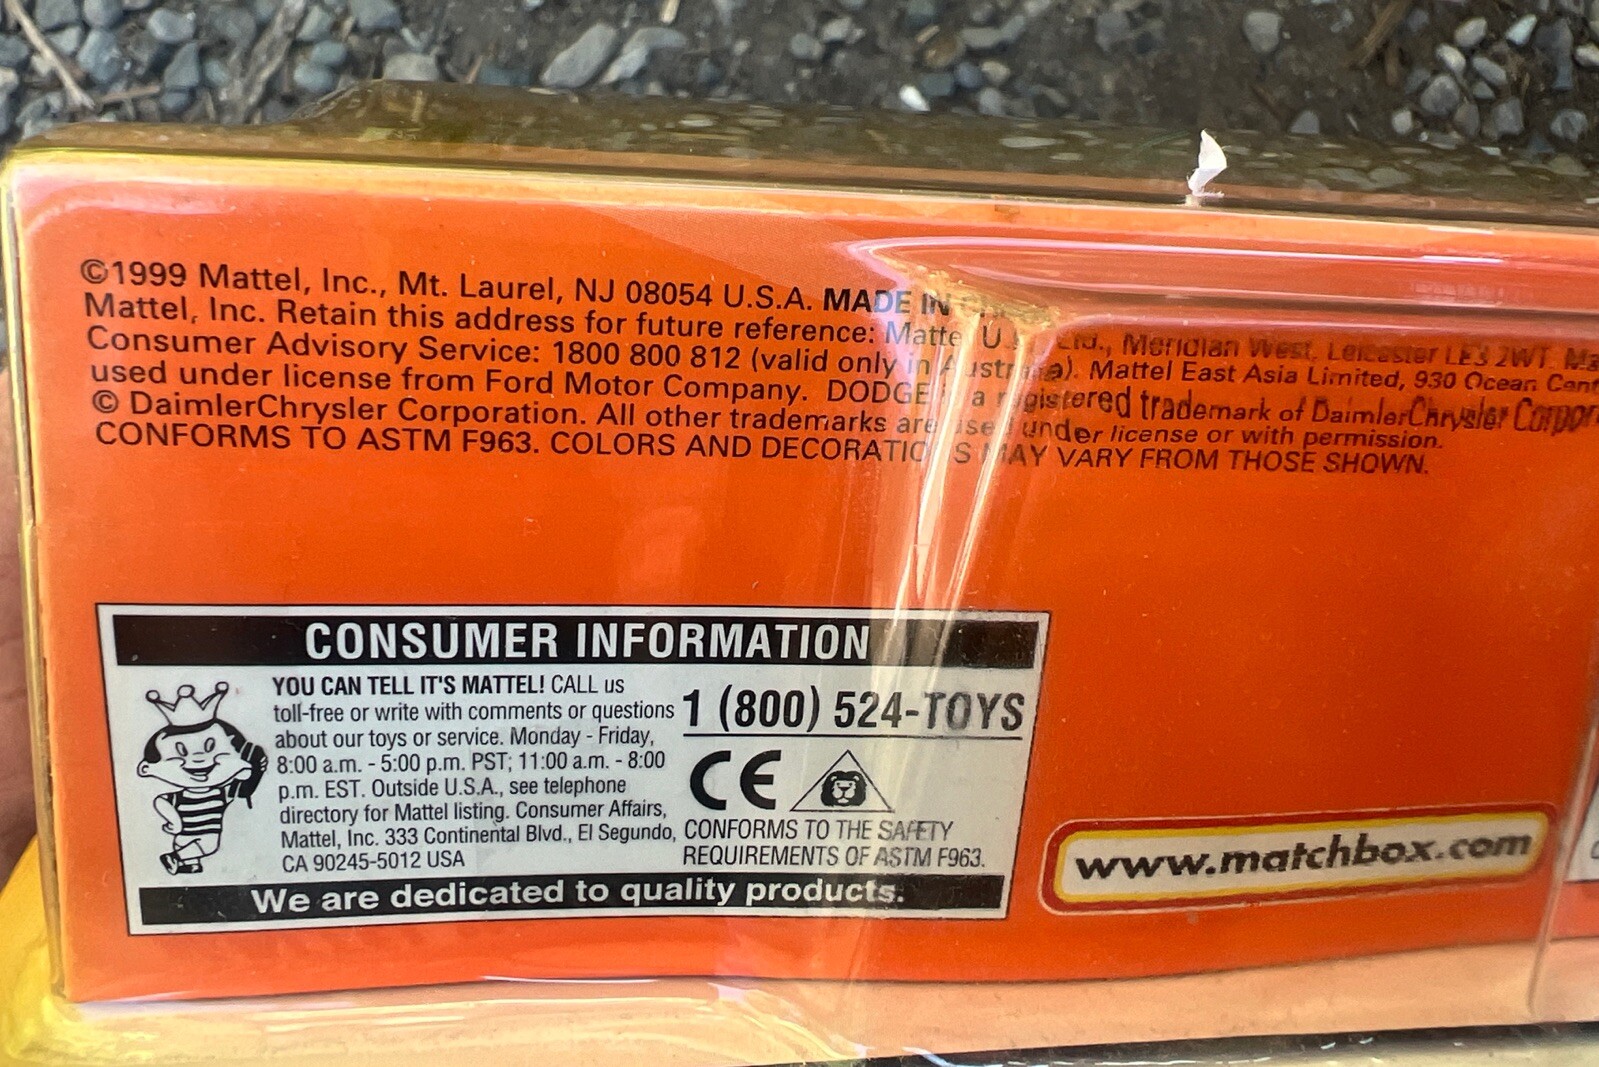 ©1999 Mattel, Inc., Mt. Laurel, NJ 08054 U.S.A. MADE IN
Mattel, Inc. Retain this address for future reference: Mattel U.K. Ltd., Meridian West, Leicester LE3 2WT.
Consumer Advisory Service: 1800 800 812 (valid only in Australia). Mattel East Asia Limited, 930 Ocean
used under license from Ford Motor Company. DODGE is a registered trademark of DaimlerChrysler
© DaimlerChrysler Corporation. All other trademarks are used under license or with permission.
CONFORMS TO ASTM F963. COLORS AND DECORATIONS MAY VARY FROM THOSE SHOWN.
CONSUMER INFORMATION
YOU CAN TELL IT'S MATTEL! CALL us
toll-free or write with comments or questions
about our toys or service. Monday - Friday,
8:00 a.m. - 5:00 p.m. PST; 11:00 a.m. - 8:00
p.m. EST. Outside U.S.A., see telephone
directory for Mattel listing. Consumer Affairs,
Mattel, Inc. 333 Continental Blvd., El Segundo,
CA 90245-5012 USA
1 (800) 524-TOYS
CE
CONFORMS TO THE SAFETY
REQUIREMENTS OF ASTM F963.
We are dedicated to quality products.
www.matchbox.com